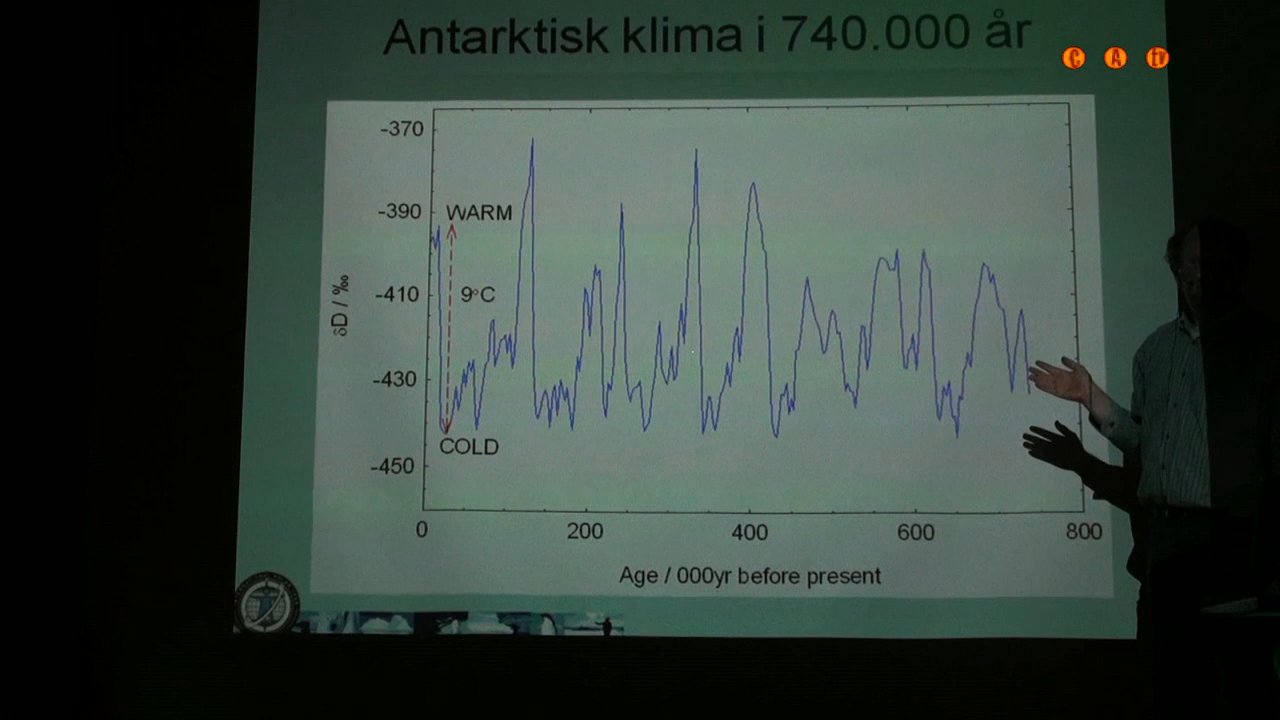 Antarktisk klima i 740.000 år
C A tv
-370
-390
WARM
-410
9°C
δD / ‰
-430
COLD
-450
0 200 400 600 800
Age / 000yr before present